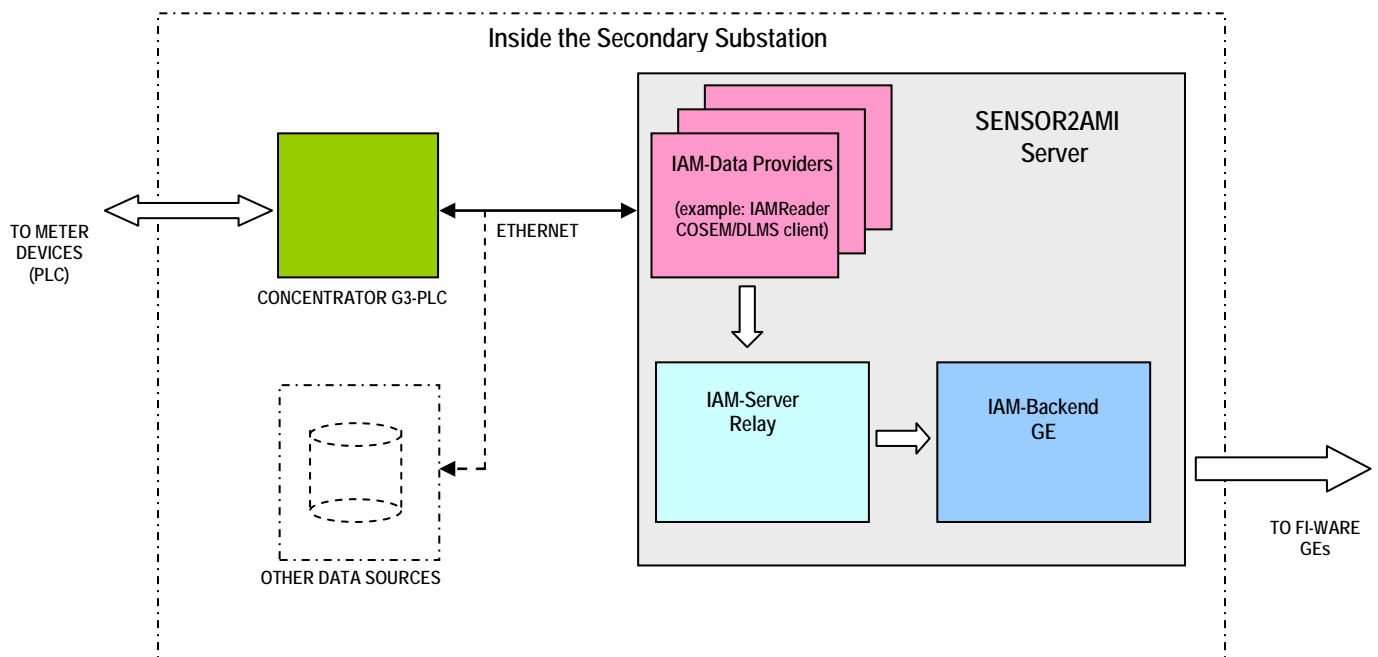 Inside the Secondary Substation
SENSOR2AMI
Server
IAM-Data Providers
(example: IAMReader
COSEM/DLMS client)
TO METER
DEVICES
(PLC)
ETHERNET
CONCENTRATOR G3-PLC
IAM-Server
Relay
IAM-Backend
GE
TO FI-WARE
GEs
OTHER DATA SOURCES